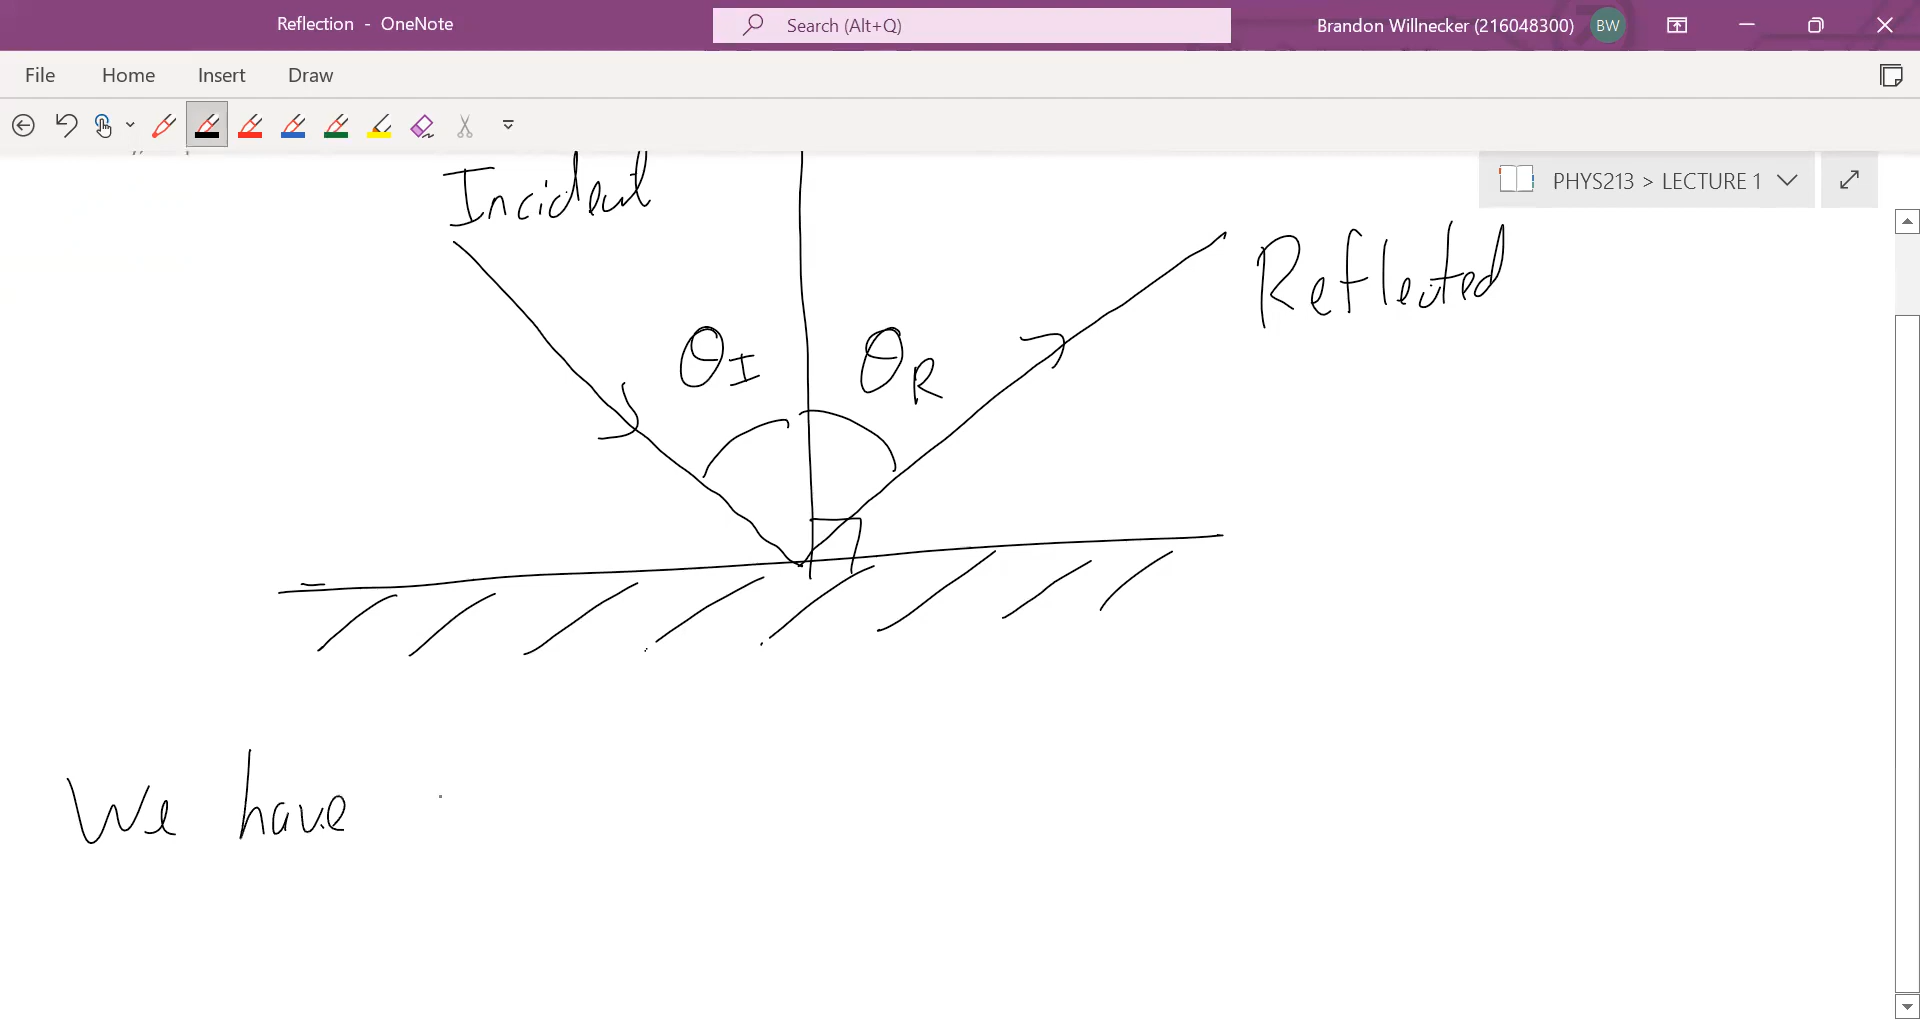 Reflection - OneNote
Search (Alt+Q)
Brandon Willnecker (216048300)
BW
File
Home
Insert
Draw
PHYS213 > LECTURE 1
Incident
Reflected
θI
θR
We have